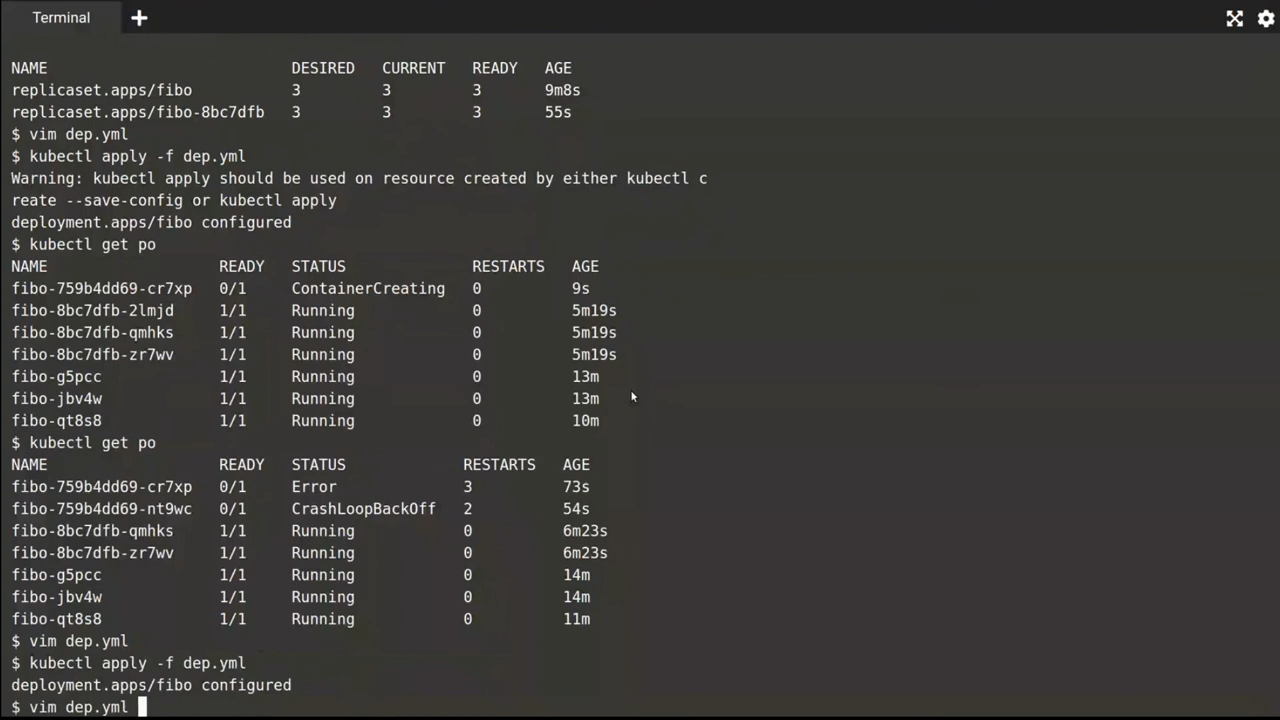 Terminal
NAME DESIRED CURRENT READY AGE
replicaset.apps/fibo 3 3 3 9m8s
replicaset.apps/fibo-8bc7dfb 3 3 3 55s
$ vim dep.yml
$ kubectl apply -f dep.yml
Warning: kubectl apply should be used on resource created by either kubectl c
reate --save-config or kubectl apply
deployment.apps/fibo configured
$ kubectl get po
NAME READY STATUS RESTARTS AGE
fibo-759b4dd69-cr7xp 0/1 ContainerCreating 0 9s
fibo-8bc7dfb-2lmjd 1/1 Running 0 5m19s
fibo-8bc7dfb-qmhks 1/1 Running 0 5m19s
fibo-8bc7dfb-zr7wv 1/1 Running 0 5m19s
fibo-g5pcc 1/1 Running 0 13m
fibo-jbv4w 1/1 Running 0 13m
fibo-qt8s8 1/1 Running 0 10m
$ kubectl get po
NAME READY STATUS RESTARTS AGE
fibo-759b4dd69-cr7xp 0/1 Error 3 73s
fibo-759b4dd69-nt9wc 0/1 CrashLoopBackOff 2 54s
fibo-8bc7dfb-qmhks 1/1 Running 0 6m23s
fibo-8bc7dfb-zr7wv 1/1 Running 0 6m23s
fibo-g5pcc 1/1 Running 0 14m
fibo-jbv4w 1/1 Running 0 14m
fibo-qt8s8 1/1 Running 0 11m
$ vim dep.yml
$ kubectl apply -f dep.yml
deployment.apps/fibo configured
$ vim dep.yml